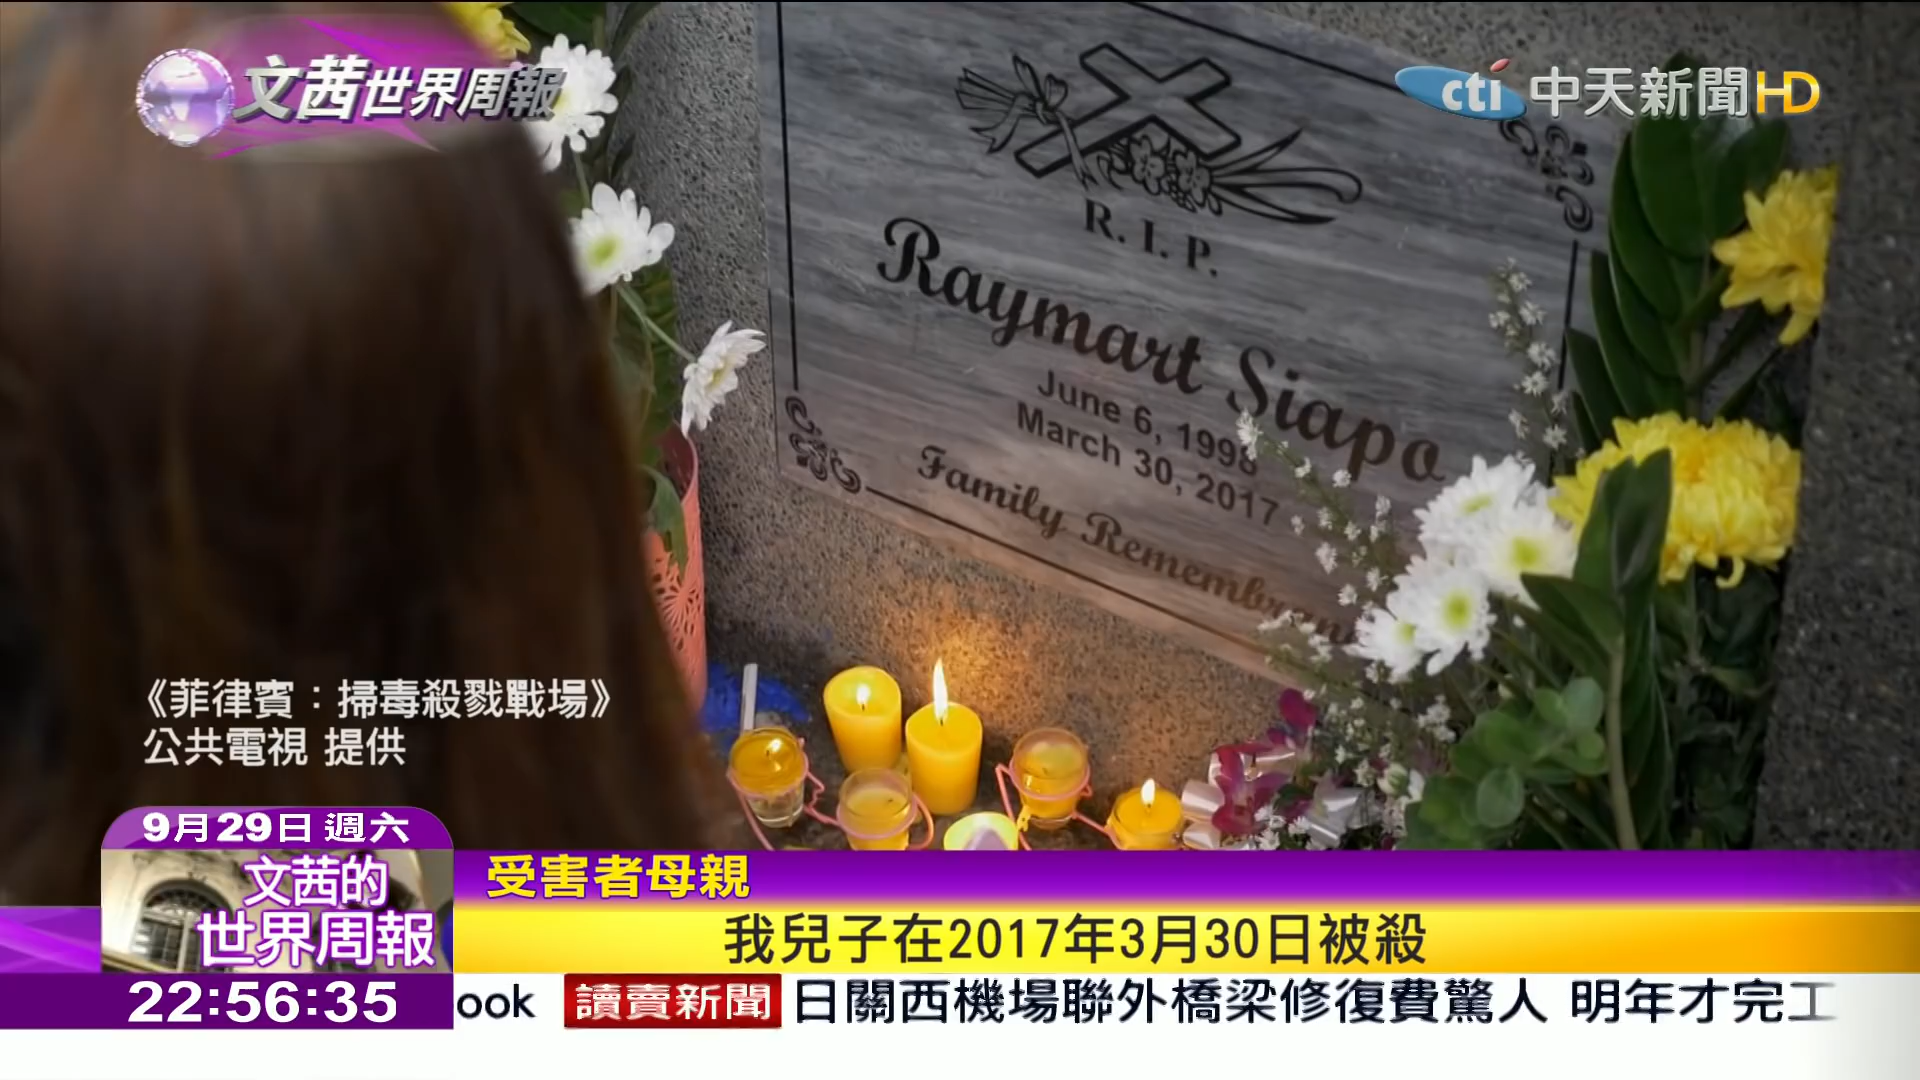 文茜世界周報
cti 中天新聞HD
R. I. P.
Raymart Siapo
June 6, 1998
March 30, 2017
Family Remembran
《菲律賓：掃毒殺戮戰場》
公共電視 提供
9月29日 週六
文茜的
世界周報
22:56:35
受害者母親
我兒子在2017年3月30日被殺
ook 讀賣新聞 日關西機場聯外橋梁修復費驚人 明年才完工